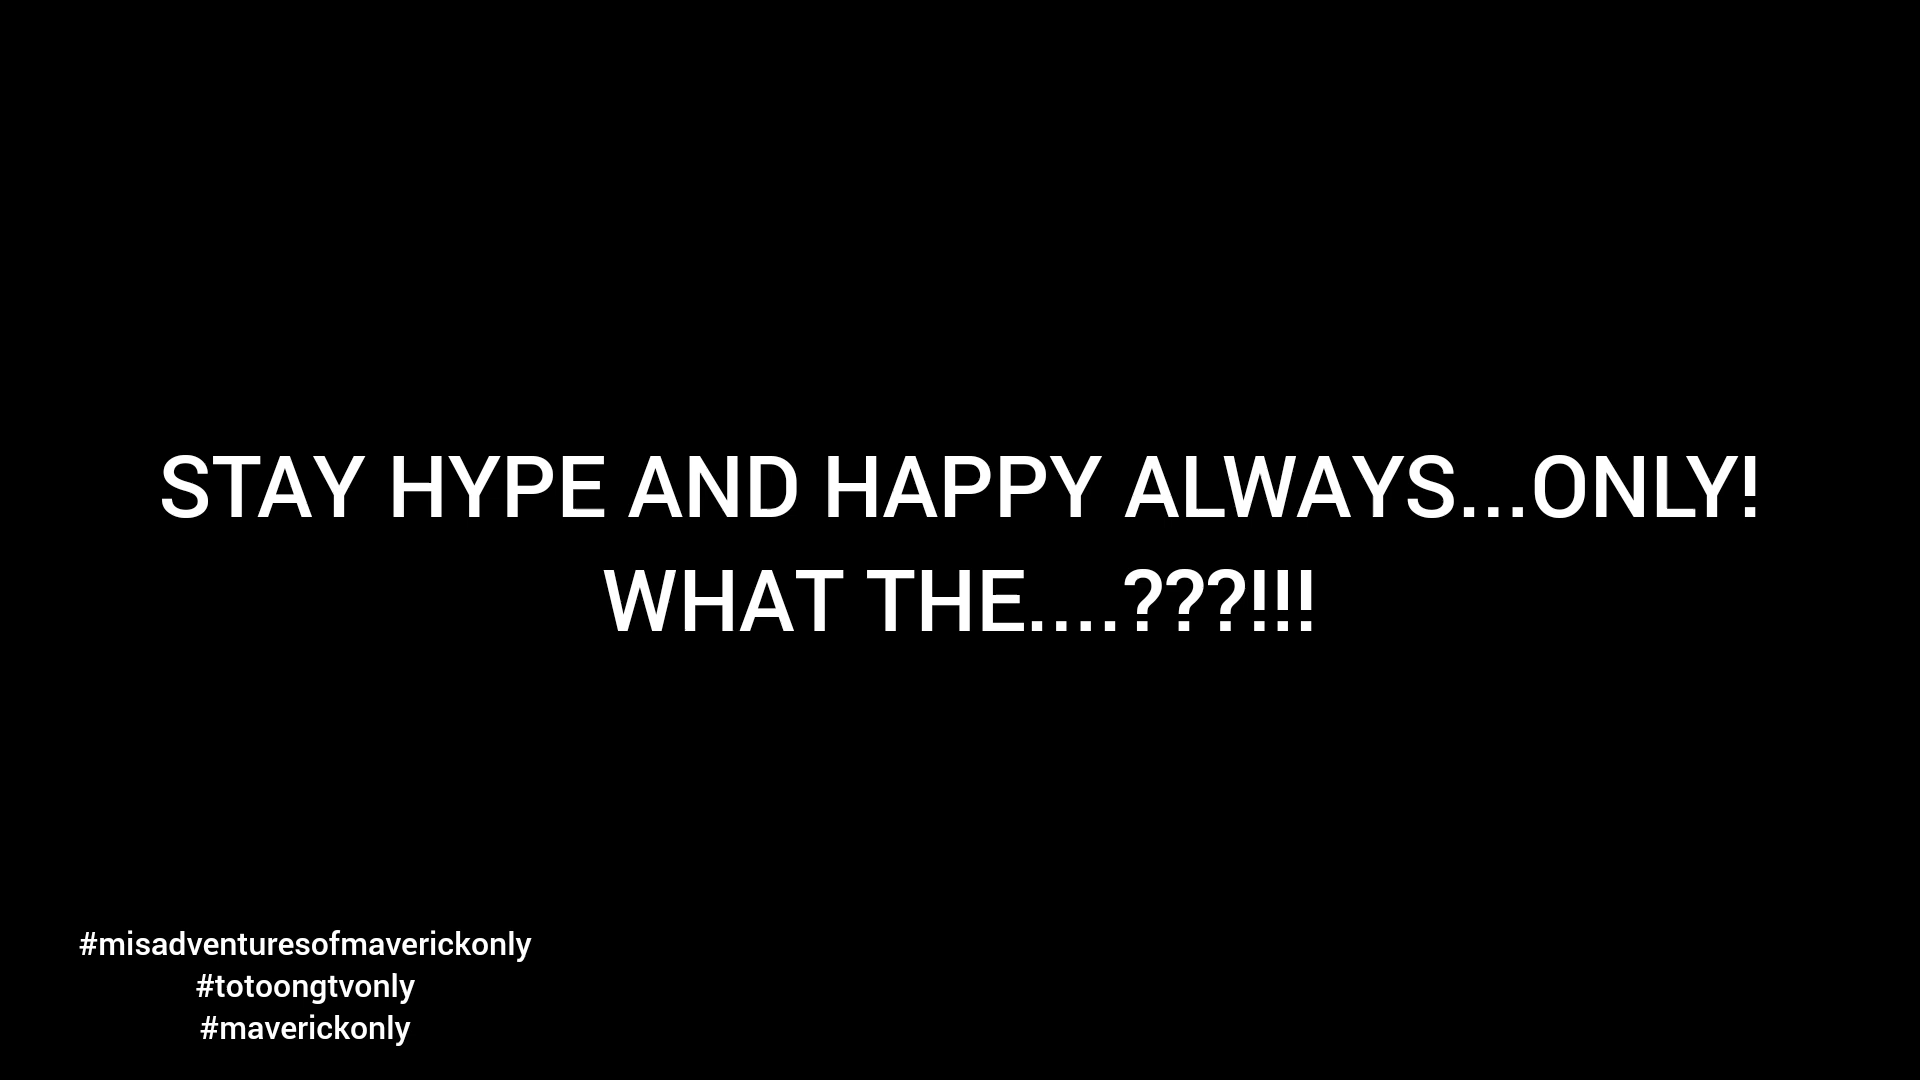 STAY HYPE AND HAPPY ALWAYS...ONLY!
WHAT THE....???!!!
#misadventuresofmaverickonly
#totoongtvonly
#maverickonly